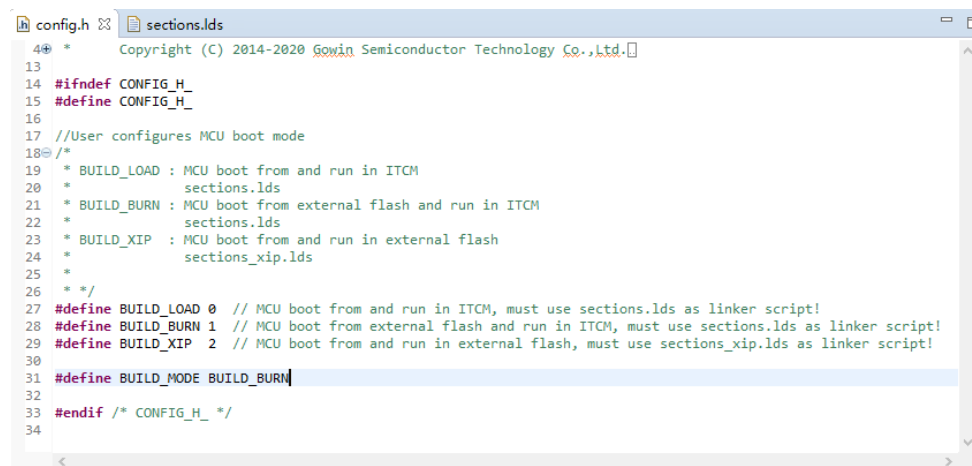 config.h sections.lds
4 * Copyright (C) 2014-2020 Gowin Semiconductor Technology Co.,Ltd.
13
14 #ifndef CONFIG_H_
15 #define CONFIG_H_
16
17 //User configures MCU boot mode
18 /*
19 * BUILD_LOAD : MCU boot from and run in ITCM
20 * sections.lds
21 * BUILD_BURN : MCU boot from external flash and run in ITCM
22 * sections.lds
23 * BUILD_XIP : MCU boot from and run in external flash
24 * sections_xip.lds
25 *
26 * */
27 #define BUILD_LOAD 0 // MCU boot from and run in ITCM, must use sections.lds as linker script!
28 #define BUILD_BURN 1 // MCU boot from external flash and run in ITCM, must use sections.lds as linker script!
29 #define BUILD_XIP 2 // MCU boot from and run in external flash, must use sections_xip.lds as linker script!
30
31 #define BUILD_MODE BUILD_BURN
32
33 #endif /* CONFIG_H_ */
34